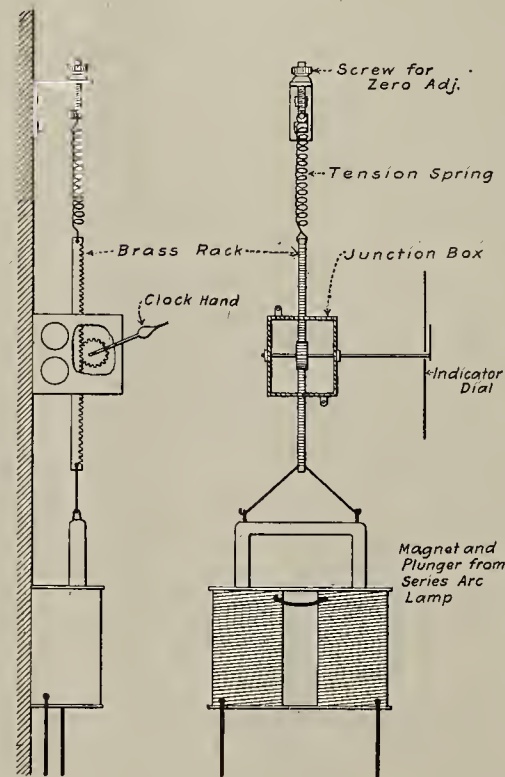 Screw for
Zero Adj.
Tension Spring
Brass Rack
Junction Box
Clock Hand
Indicator
Dial
Magnet and
Plunger from
Series Arc
Lamp